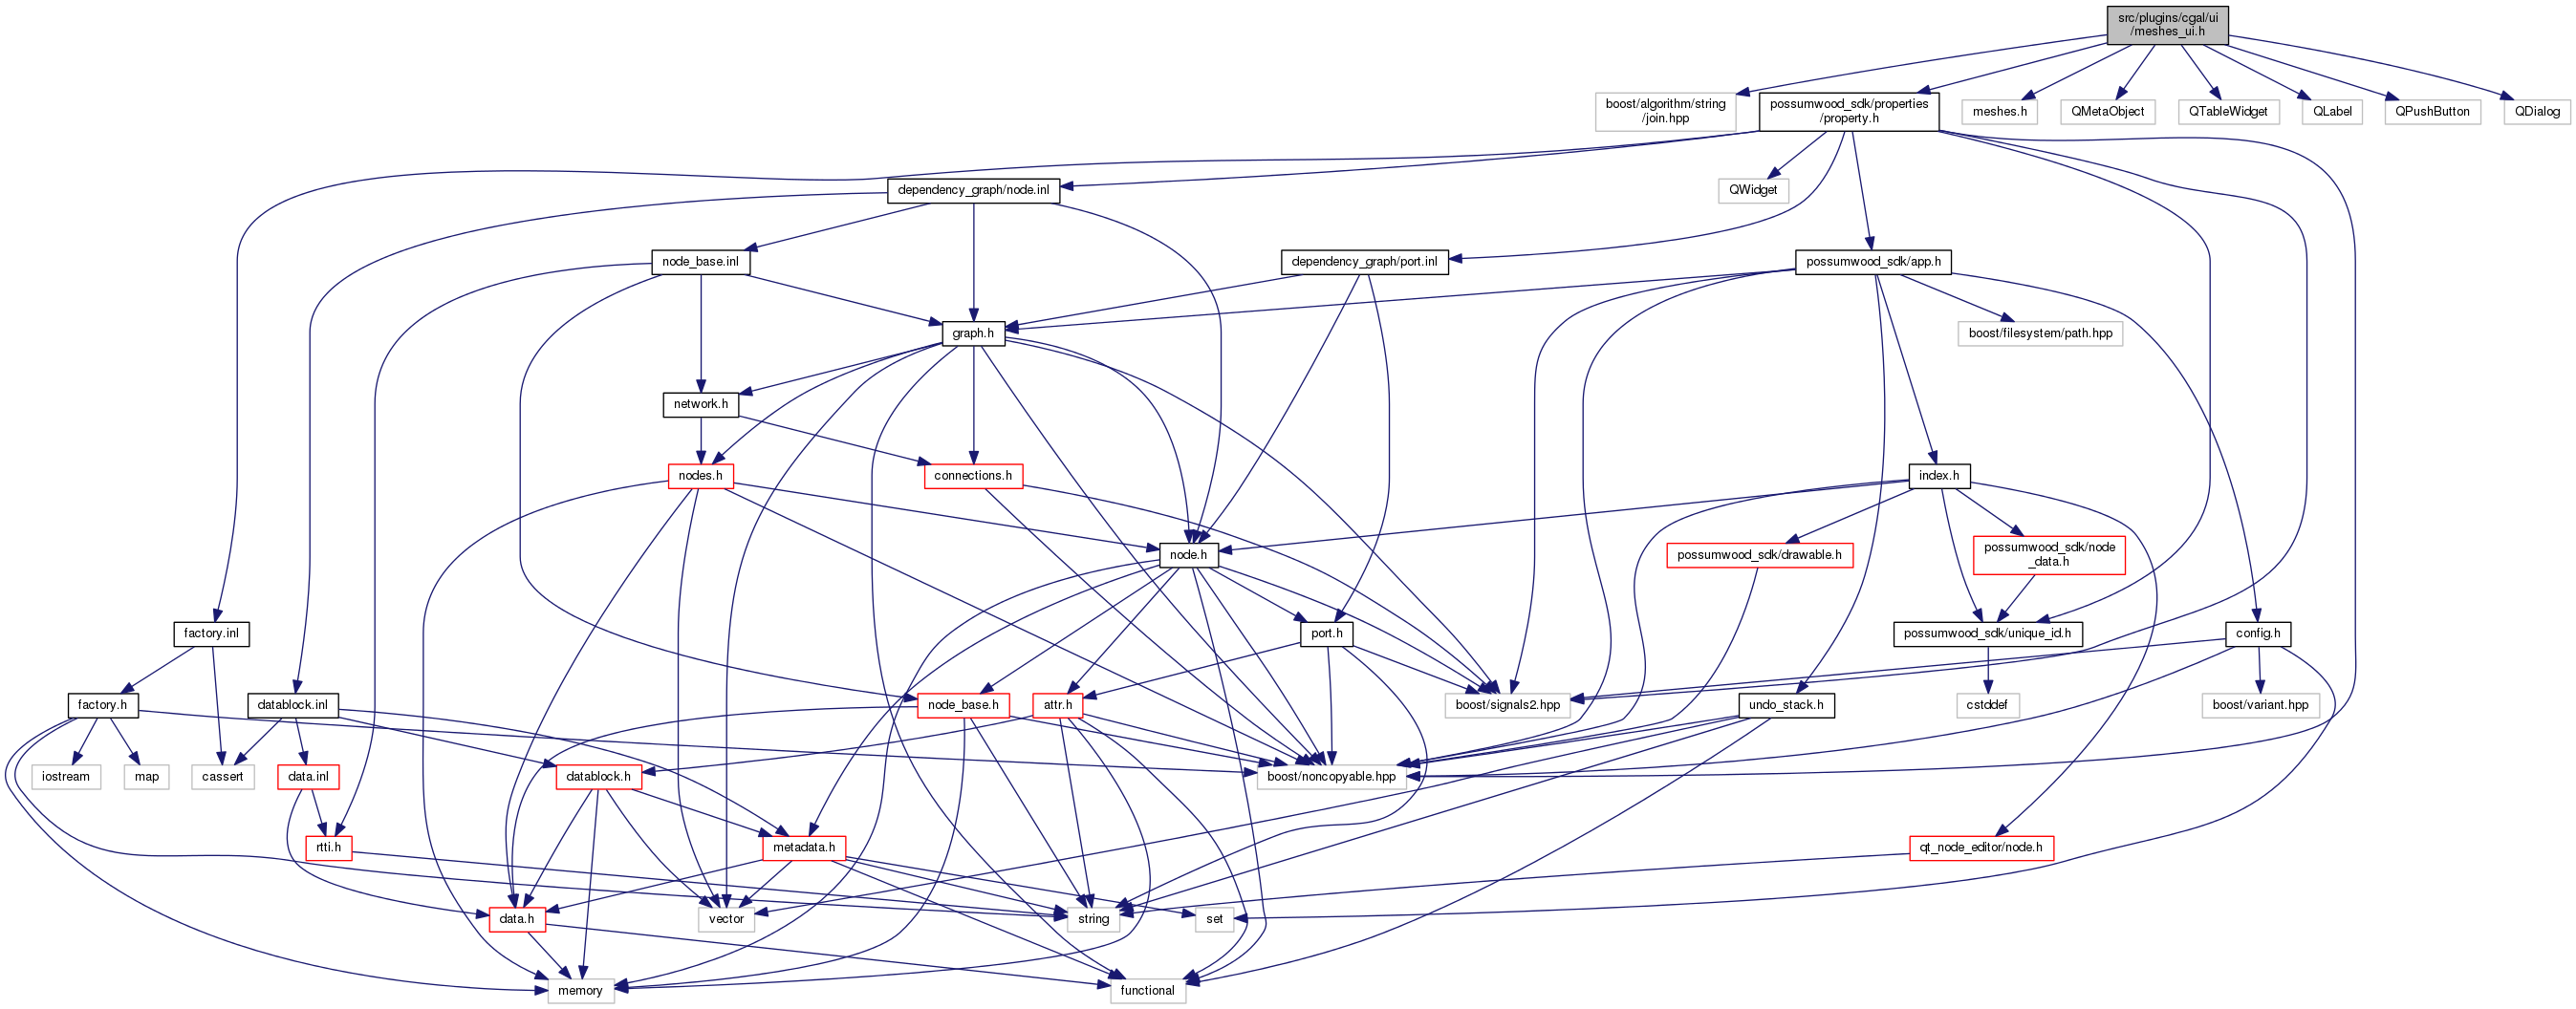 src/plugins/cgal/ui
/meshes_ui.h
boost/algorithm/string
/join.hpp
possumwood_sdk/properties
/property.h
meshes.h
QMetaObject
QTableWidget
QLabel
QPushButton
QDialog
dependency_graph/node.inl
QWidget
node_base.inl
dependency_graph/port.inl
possumwood_sdk/app.h
graph.h
boost/filesystem/path.hpp
network.h
nodes.h
connections.h
index.h
node.h
possumwood_sdk/drawable.h
possumwood_sdk/node
_data.h
factory.inl
port.h
possumwood_sdk/unique_id.h
config.h
factory.h
datablock.inl
node_base.h
attr.h
boost/signals2.hpp
undo_stack.h
cstddef
boost/variant.hpp
iostream
map
cassert
data.inl
datablock.h
boost/noncopyable.hpp
rtti.h
metadata.h
qt_node_editor/node.h
data.h
vector
string
set
memory
functional